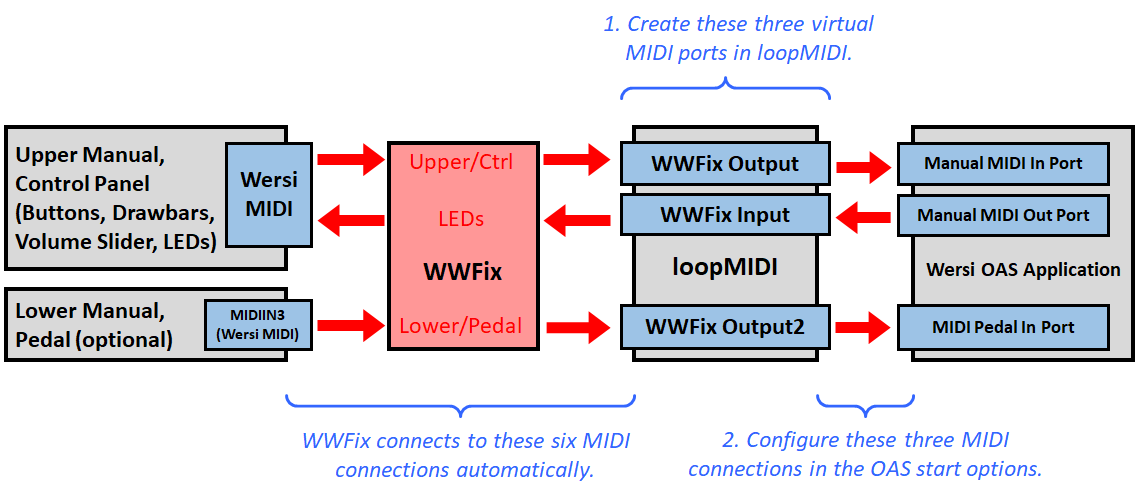 1. Create these three virtual
MIDI ports in loopMIDI.
Upper Manual,
Control Panel
(Buttons, Drawbars,
Volume Slider, LEDs)
Wersi
MIDI
Upper/Ctrl
LEDs
WWFix
Lower/Pedal
WWFix Output
WWFix Input
loopMIDI
WWFix Output2
Manual MIDI In Port
Manual MIDI Out Port
Wersi OAS Application
MIDI Pedal In Port
Lower Manual,
Pedal (optional)
MIDIIN3
(Wersi MIDI)
WWFix connects to these six MIDI
connections automatically.
2. Configure these three MIDI
connections in the OAS start options.